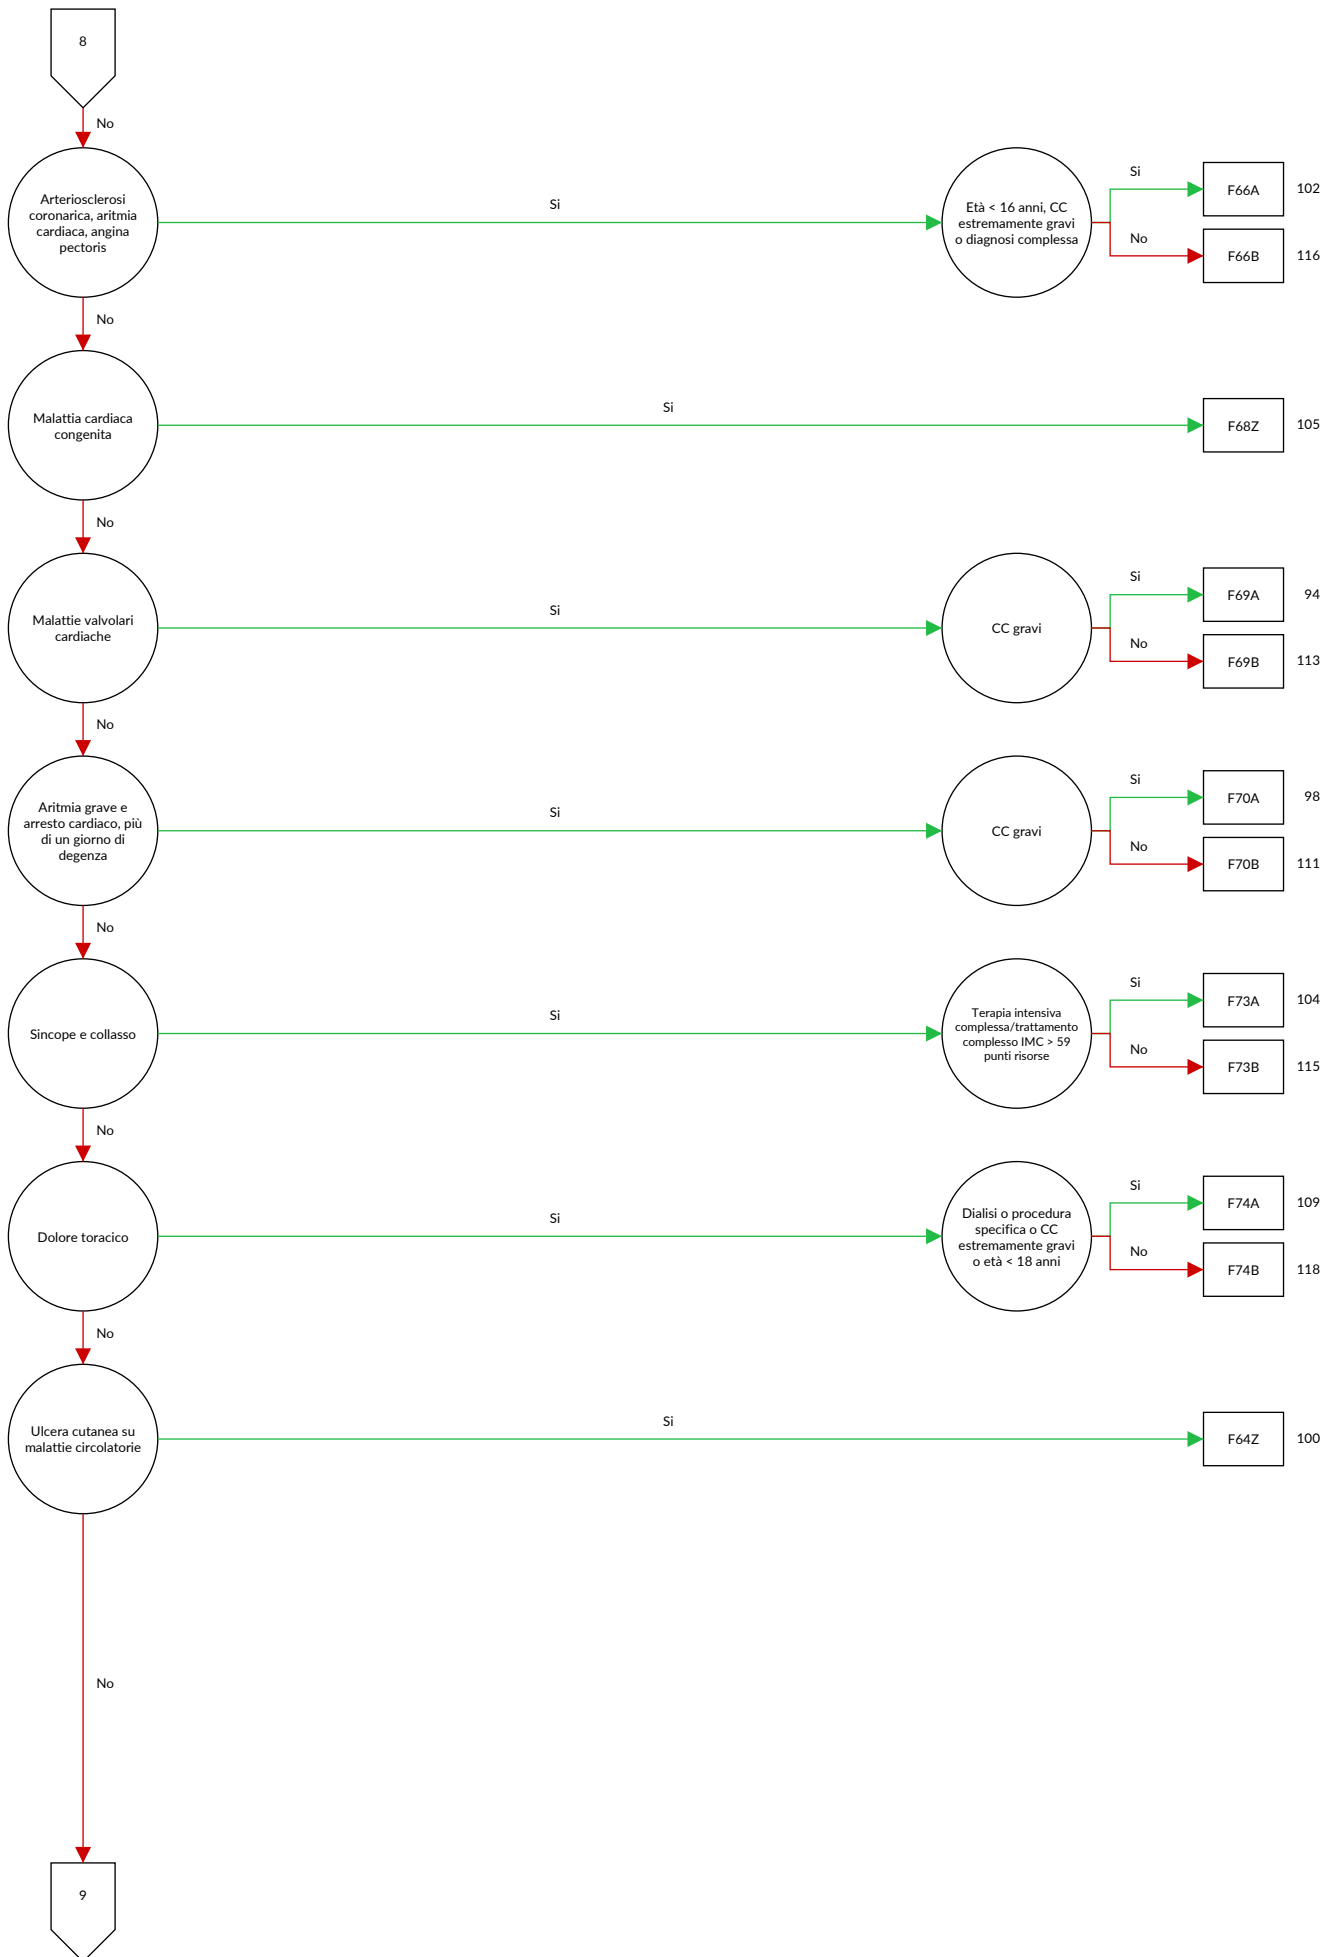 8
No
Arteriosclerosi
coronarica, aritmia
cardiaca, angina
pectoris
Si
Età < 16 anni, CC
estremamente gravi
o diagnosi complessa
Si
F66A
102
No
F66B
116
No
Malattia cardiaca
congenita
Si
F68Z
105
No
Malattie valvolari
cardiache
Si
CC gravi
Si
F69A
94
No
F69B
113
No
Aritmia grave e
arresto cardiaco, più
di un giorno di
degenza
Si
CC gravi
Si
F70A
98
No
F70B
111
No
Sincope e collasso
Si
Terapia intensiva
complessa/trattamento
complesso IMC > 59
punti risorse
Si
F73A
104
No
F73B
115
No
Dolore toracico
Si
Dialisi o procedura
specifica o CC
estremamente gravi
o età < 18 anni
Si
F74A
109
No
F74B
118
No
Ulcera cutanea su
malattie circolatorie
Si
F64Z
100
No
9